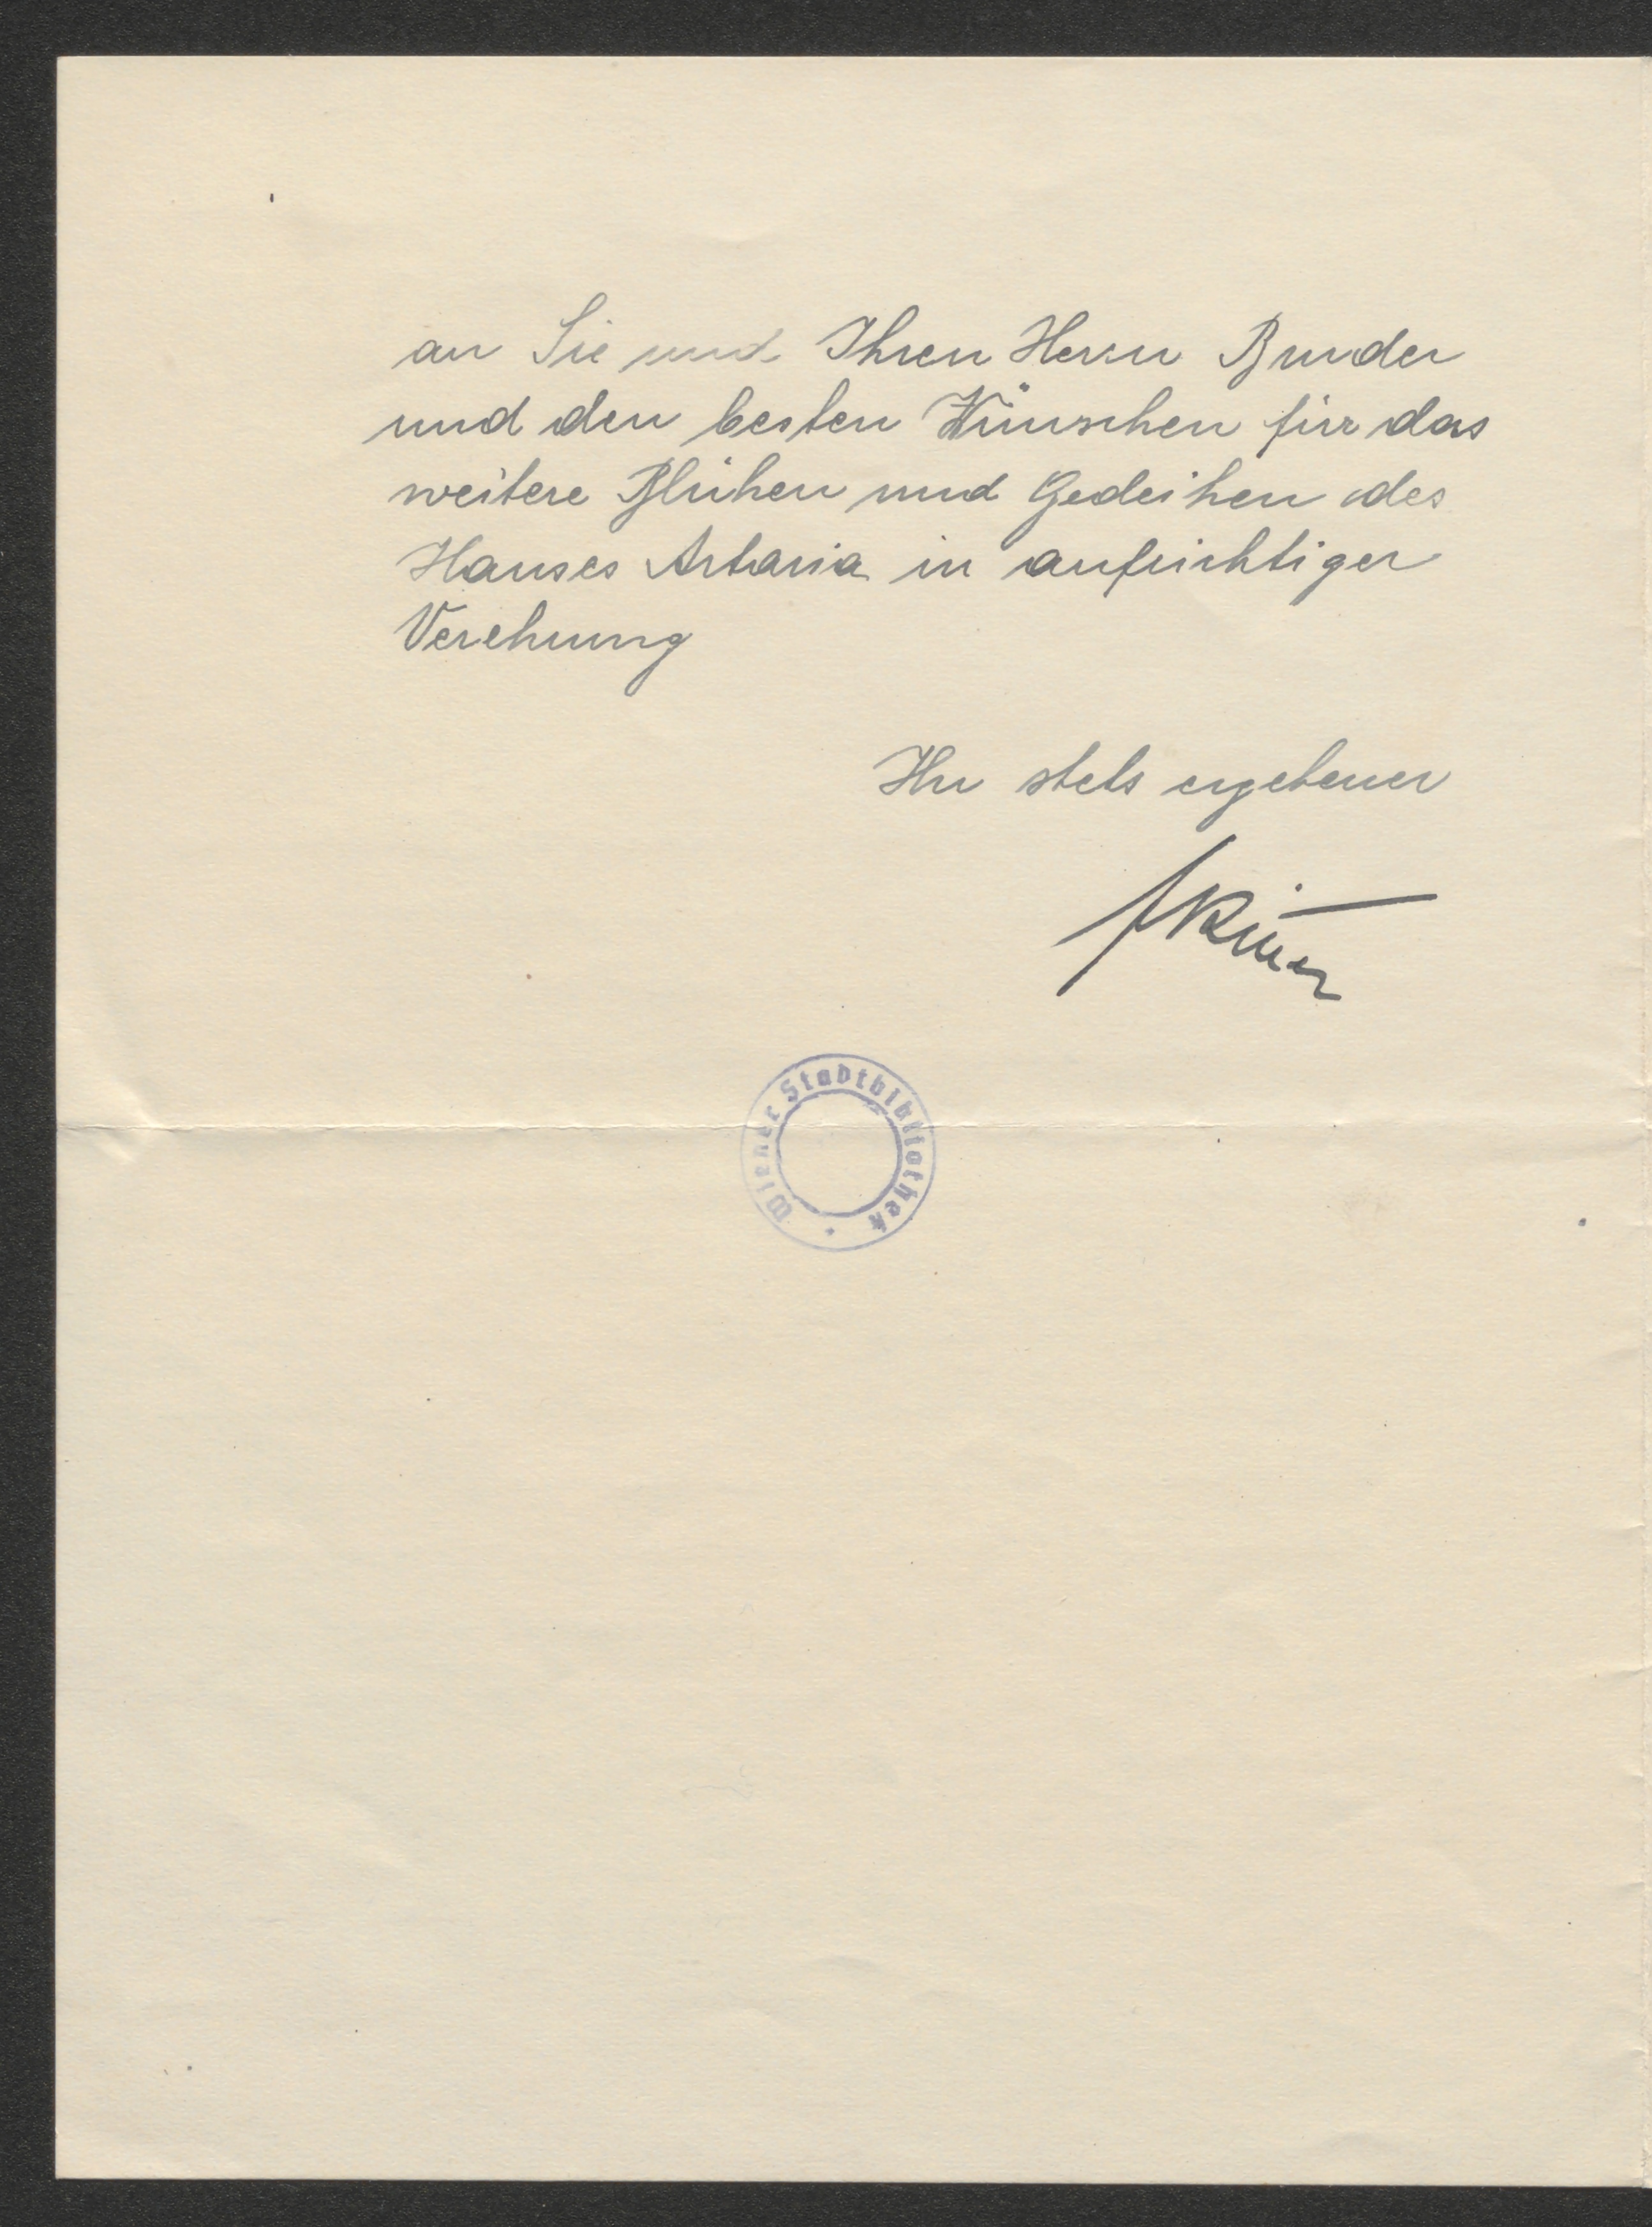 an Sie und Ihren Herrn Bruder
und den besten Wünschen für das
weitere Blühen und Gedeihen des
Hauses Artaria in aufrichtiger
Verehrung
Ihr stets ergebener
Wiener Stadtbibliothek